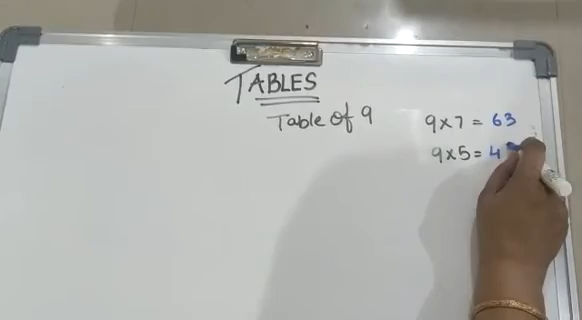 TABLES
Table of 9
9x7 = 63
9x5 = 4